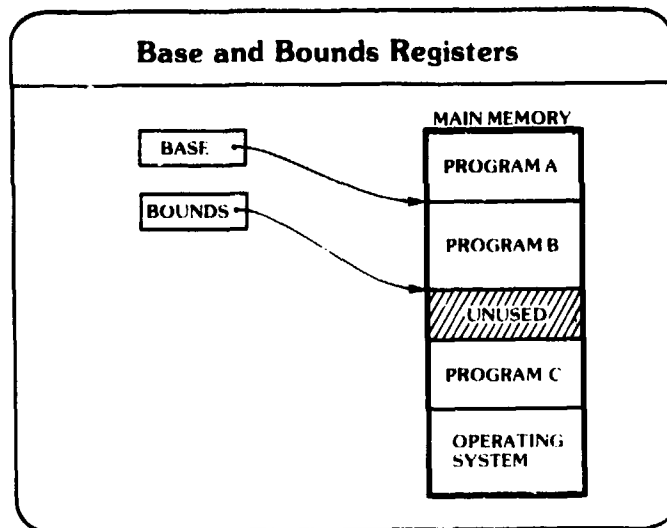 Base and Bounds Registers
MAIN MEMORY
BASE
PROGRAM A
BOUNDS
PROGRAM B
UNUSED
PROGRAM C
OPERATING
SYSTEM